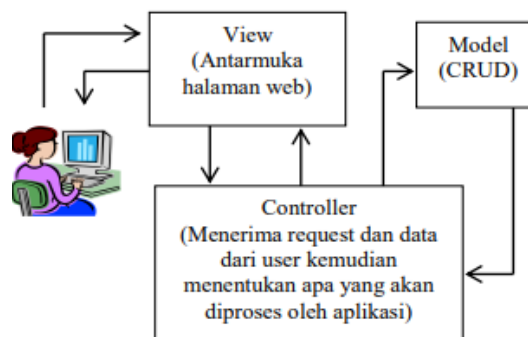 View
(Antarmuka
halaman web)
Model
(CRUD)
Controller
(Menerima request dan data
dari user kemudian
menentukan apa yang akan
diproses oleh aplikasi)